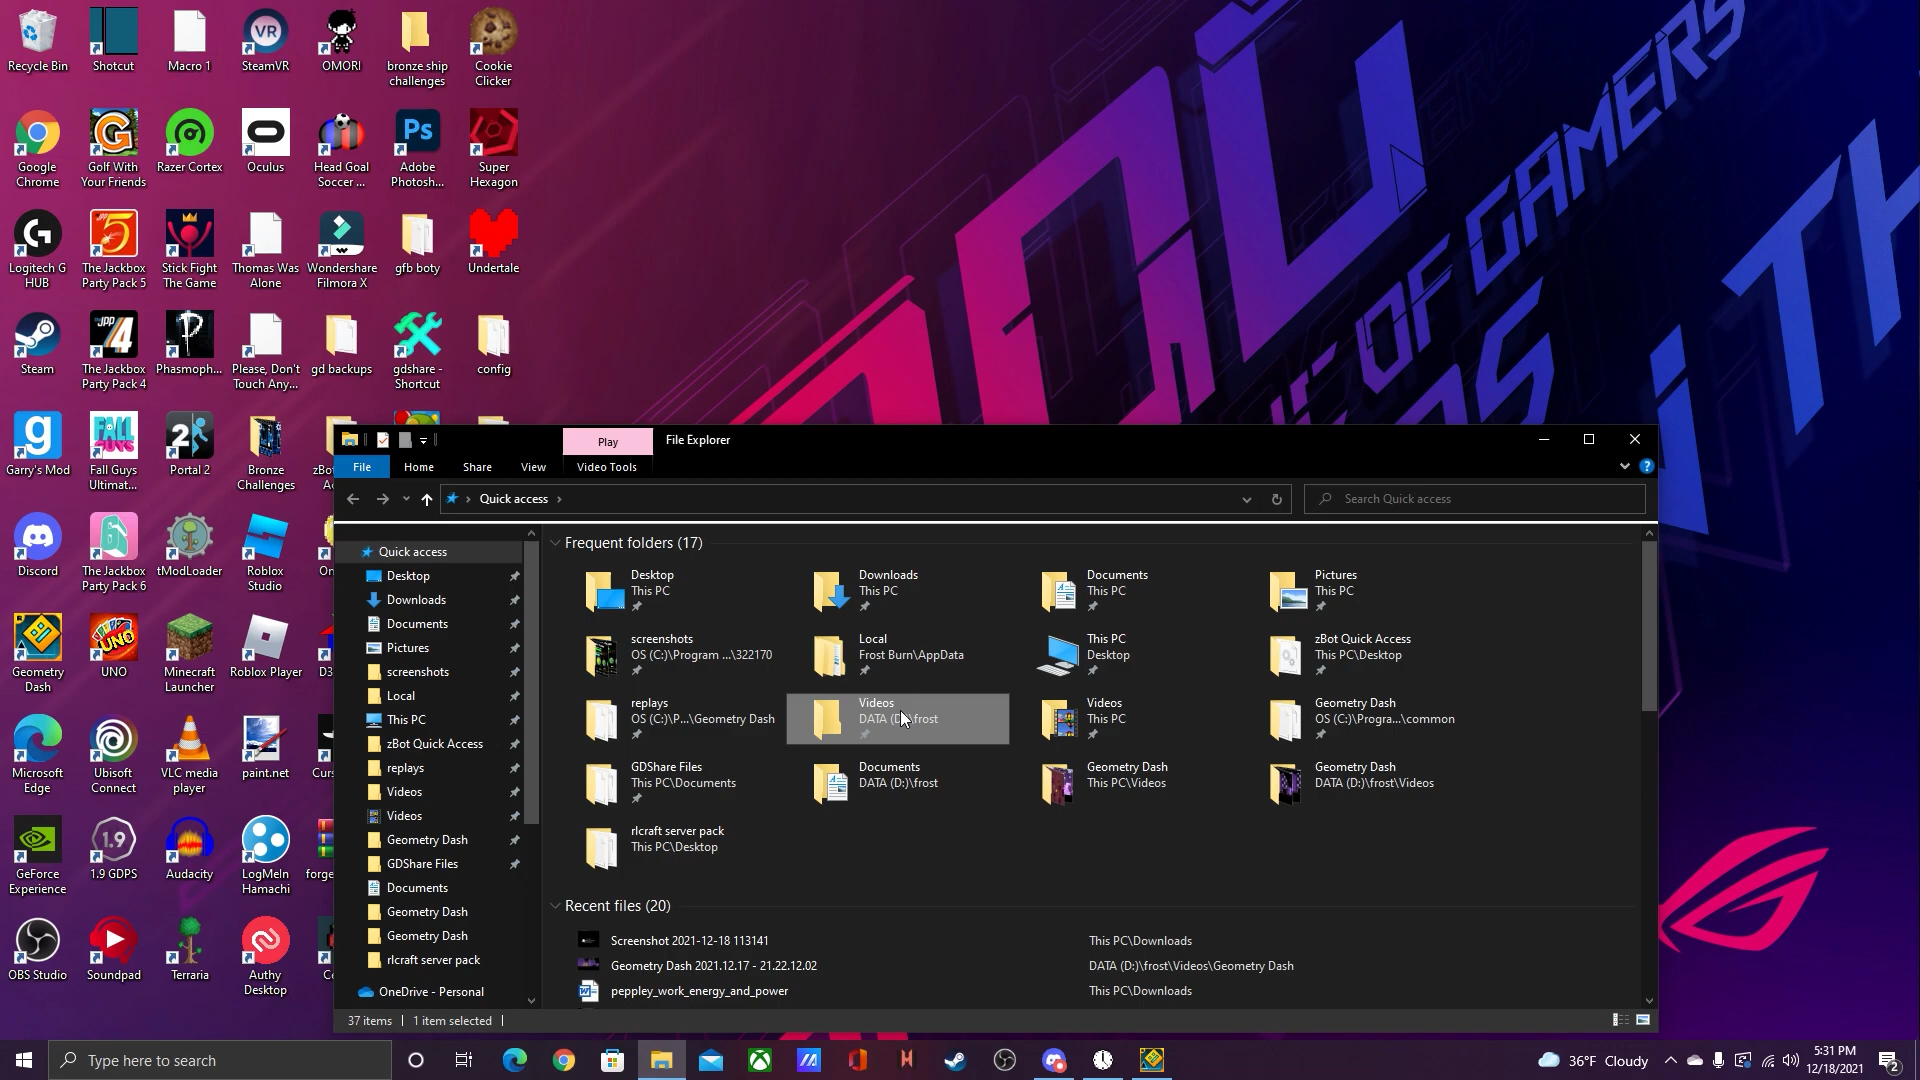 Recycle Bin
Shotcut
Macro 1
SteamVR
OMORI
bronze ship
challenges
Cookie
Clicker
Google
Chrome
Golf With
Your Friends
Razer Cortex
Oculus
Head Goal
Soccer ...
Adobe
Photosh...
Super
Hexagon
Logitech G
HUB
The Jackbox
Party Pack 5
Stick Fight
The Game
Thomas Was
Alone
Wondershare
Filmora X
gfb boty
Undertale
Steam
The Jackbox
Party Pack 4
Phasmoph...
Please, Don't
Touch Any...
gd backups
gdshare -
Shortcut
config
Garry's Mod
Fall Guys
Ultimat...
Portal 2
Bronze
Challenges
Discord
The Jackbox
Party Pack 6
tModLoader
Roblox
Studio
Geometry
Dash
UNO
Minecraft
Launcher
Roblox Player
Microsoft
Edge
Ubisoft
Connect
VLC media
player
paint.net
GeForce
Experience
1.9 GDPS
Audacity
LogMeIn
Hamachi
OBS Studio
Soundpad
Terraria
Authy
Desktop
OF GAMERS
Play
File Explorer
File
Home
Share
View
Video Tools
Quick access
Search Quick access
Quick access
Desktop
Downloads
Documents
Pictures
screenshots
Local
This PC
zBot Quick Access
replays
Videos
Videos
Geometry Dash
GDShare Files
Documents
Geometry Dash
Geometry Dash
rlcraft server pack
OneDrive - Personal
Frequent folders (17)
Desktop
This PC
Downloads
This PC
Documents
This PC
Pictures
This PC
screenshots
OS (C:)\Program ...\322170
Local
Frost Burn\AppData
This PC
Desktop
zBot Quick Access
This PC\Desktop
replays
OS (C:)\P...\Geometry Dash
Videos
DATA (D:)\frost
Videos
This PC
Geometry Dash
OS (C:)\Progra...\common
GDShare Files
This PC\Documents
Documents
DATA (D:)\frost
Geometry Dash
This PC\Videos
Geometry Dash
DATA (D:)\frost\Videos
rlcraft server pack
This PC\Desktop
Recent files (20)
Screenshot 2021-12-18 113141
This PC\Downloads
Geometry Dash 2021.12.17 - 21.22.12.02
DATA (D:)\frost\Videos\Geometry Dash
peppley_work_energy_and_power
This PC\Downloads
37 items
1 item selected
Type here to search
36°F Cloudy
5:31 PM
12/18/2021
2